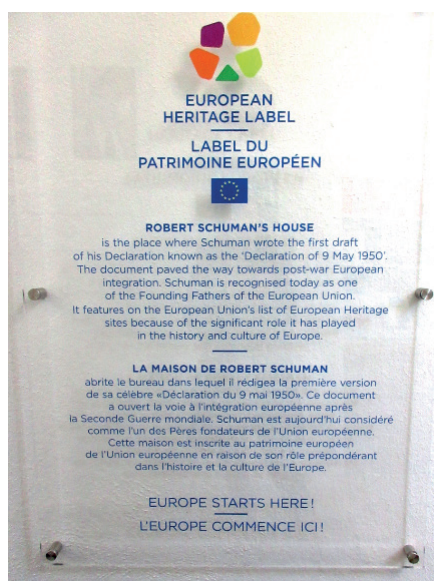 EUROPEAN
HERITAGE LABEL
LABEL DU
PATRIMOINE EUROPÉEN
ROBERT SCHUMAN'S HOUSE
is the place where Schuman wrote the first draft
of his Declaration known as the 'Declaration of 9 May 1950'.
The document paved the way towards post-war European
integration. Schuman is recognised today as one
of the Founding Fathers of the European Union.
It features on the European Union's list of European Heritage
sites because of the significant role it has played
in the history and culture of Europe.
LA MAISON DE ROBERT SCHUMAN
abrite le bureau dans lequel il rédigea la première version
de sa célèbre «Déclaration du 9 mai 1950». Ce document
a ouvert la voie à l'intégration européenne après
la Seconde Guerre mondiale. Schuman est aujourd'hui considéré
comme l'un des Pères fondateurs de l'Union européenne.
Cette maison est inscrite au patrimoine européen
de l'Union européenne en raison de son rôle prépondérant
dans l'histoire et la culture de l'Europe.
EUROPE STARTS HERE!
L'EUROPE COMMENCE ICI!